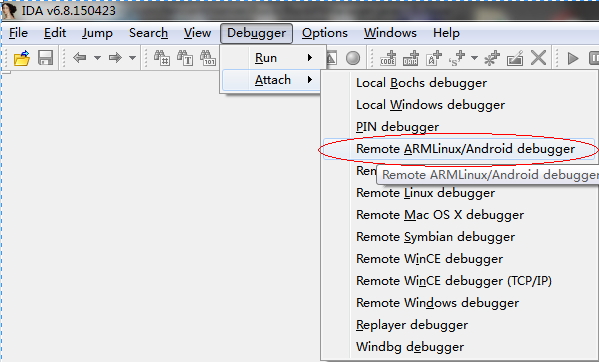 IDA v6.8.150423
File Edit Jump Search View Debugger Options Windows Help
Run
Attach
Local Bochs debugger
Local Windows debugger
PIN debugger
Remote ARMLinux/Android debugger
Rem
Remote ARMLinux/Android debugger
Remote Linux debugger
Remote Mac OS X debugger
Remote Symbian debugger
Remote WinCE debugger
Remote WinCE debugger (TCP/IP)
Remote Windows debugger
Replayer debugger
Windbg debugger